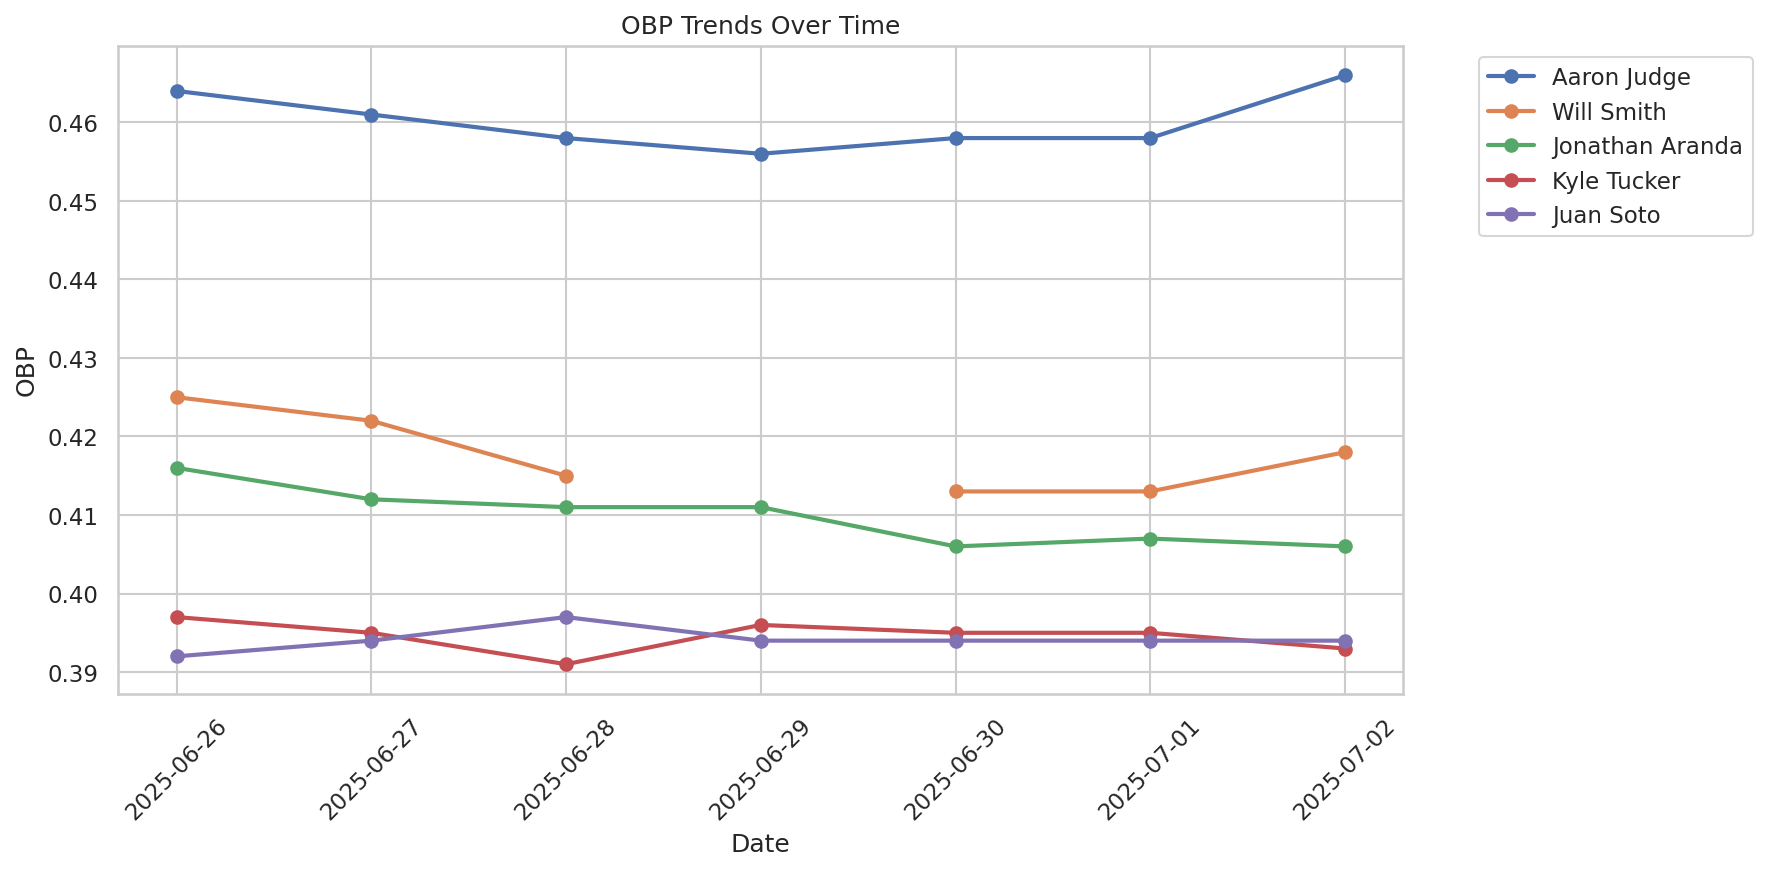 OBP Trends Over Time
Aaron Judge
Will Smith
Jonathan Aranda
Kyle Tucker
Juan Soto
OBP
0.46
0.45
0.44
0.43
0.42
0.41
0.40
0.39
2025-06-26
2025-06-27
2025-06-28
2025-06-29
2025-06-30
2025-07-01
2025-07-02
Date